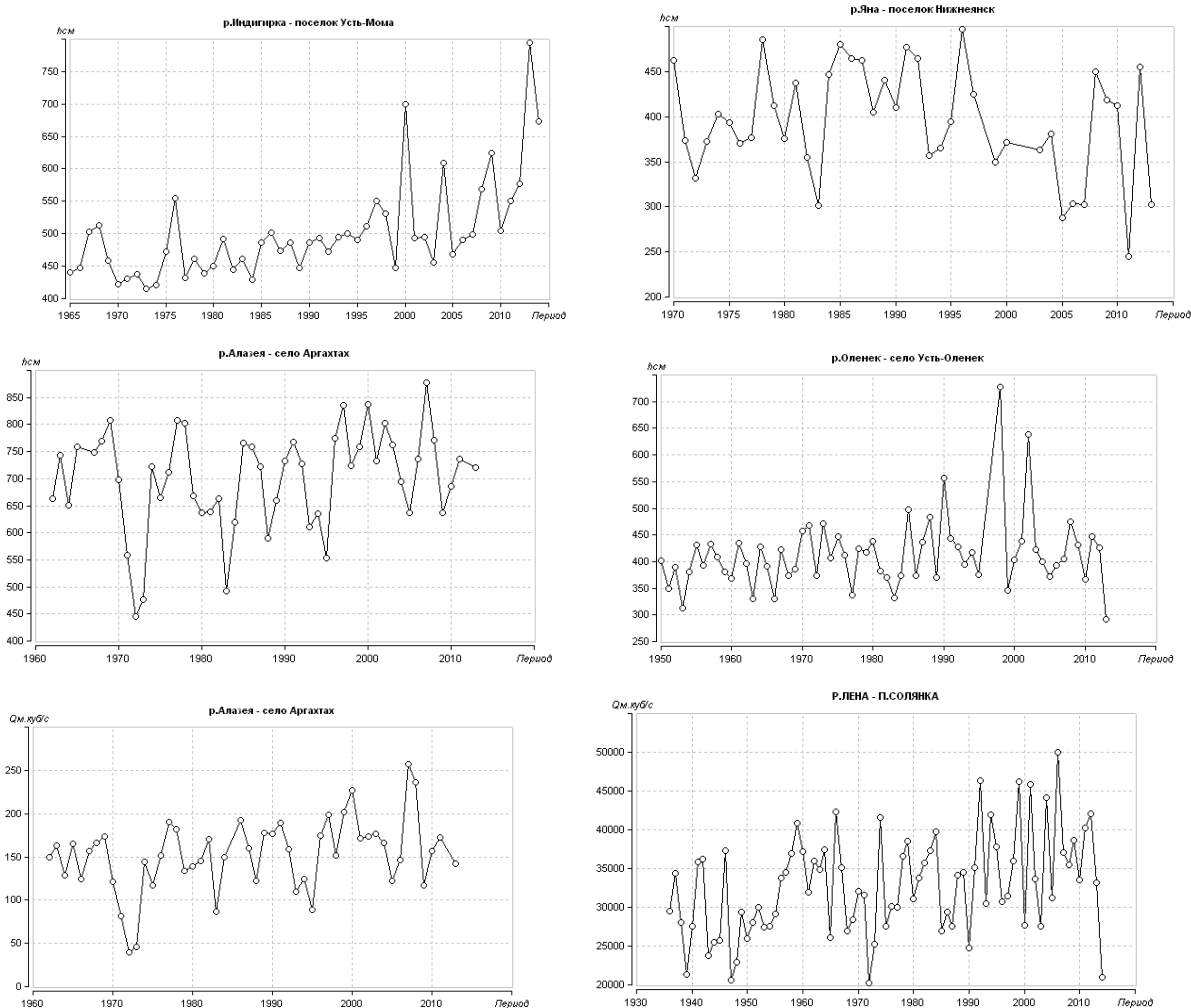 р.Индигирка - поселок Усть-Мома
hсм
750
700
650
600
550
500
450
400
1965 1970 1975 1980 1985 1990 1995 2000 2005 2010 Период
р.Яна - поселок Нижнеянск
hсм
450
400
350
300
250
200
1970 1975 1980 1985 1990 1995 2000 2005 2010 Период
р.Алазея - село Аргахтах
hсм
850
800
750
700
650
600
550
500
450
400
1960 1970 1980 1990 2000 2010 Период
р.Оленек - село Усть-Оленек
hсм
700
650
600
550
500
450
400
350
300
250
1950 1960 1970 1980 1990 2000 2010 Период
р.Алазея - село Аргахтах
Qм.куб/с
250
200
150
100
50
0
1960 1970 1980 1990 2000 2010 Период
Р.ЛЕНА - П.СОЛЯНКА
Qм.куб/с
50000
45000
40000
35000
30000
25000
20000
1930 1940 1950 1960 1970 1980 1990 2000 2010 Период